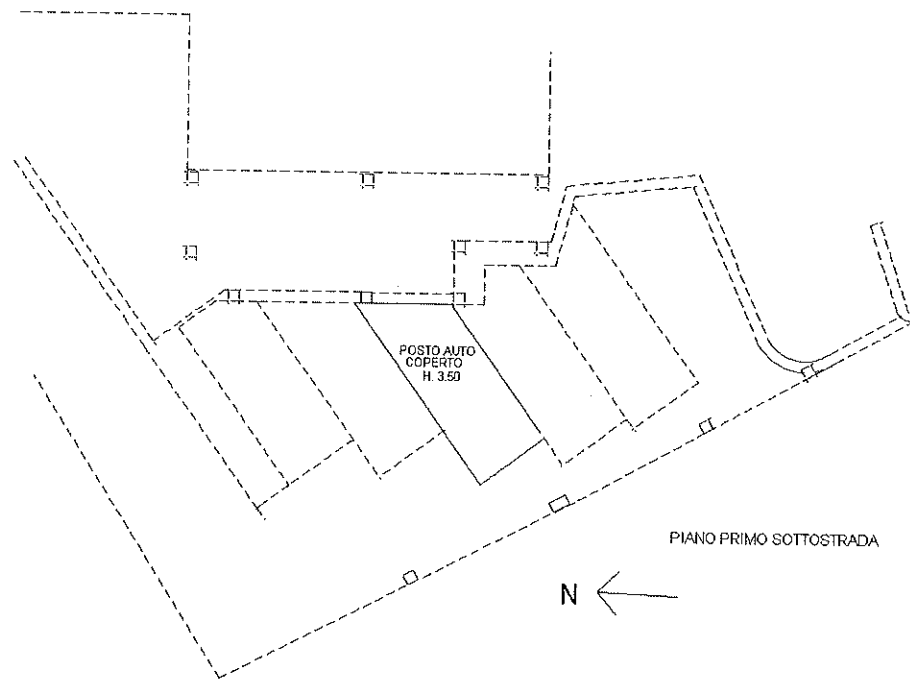 POSTO AUTO
COPERTO
H. 3.50
PIANO PRIMO SOTTOSTRADA
N